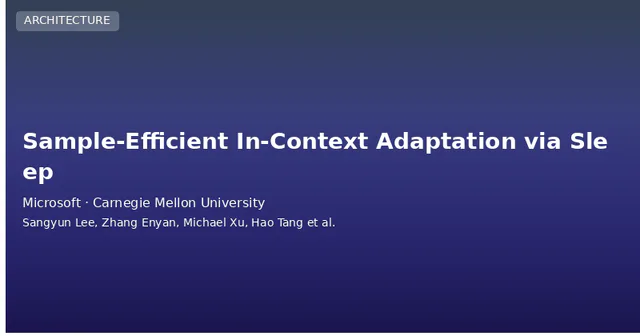 ARCHITECTURE
Sample-Efficient In-Context Adaptation via Sle
ep
Microsoft · Carnegie Mellon University
Sangyun Lee, Zhang Enyan, Michael Xu, Hao Tang et al.